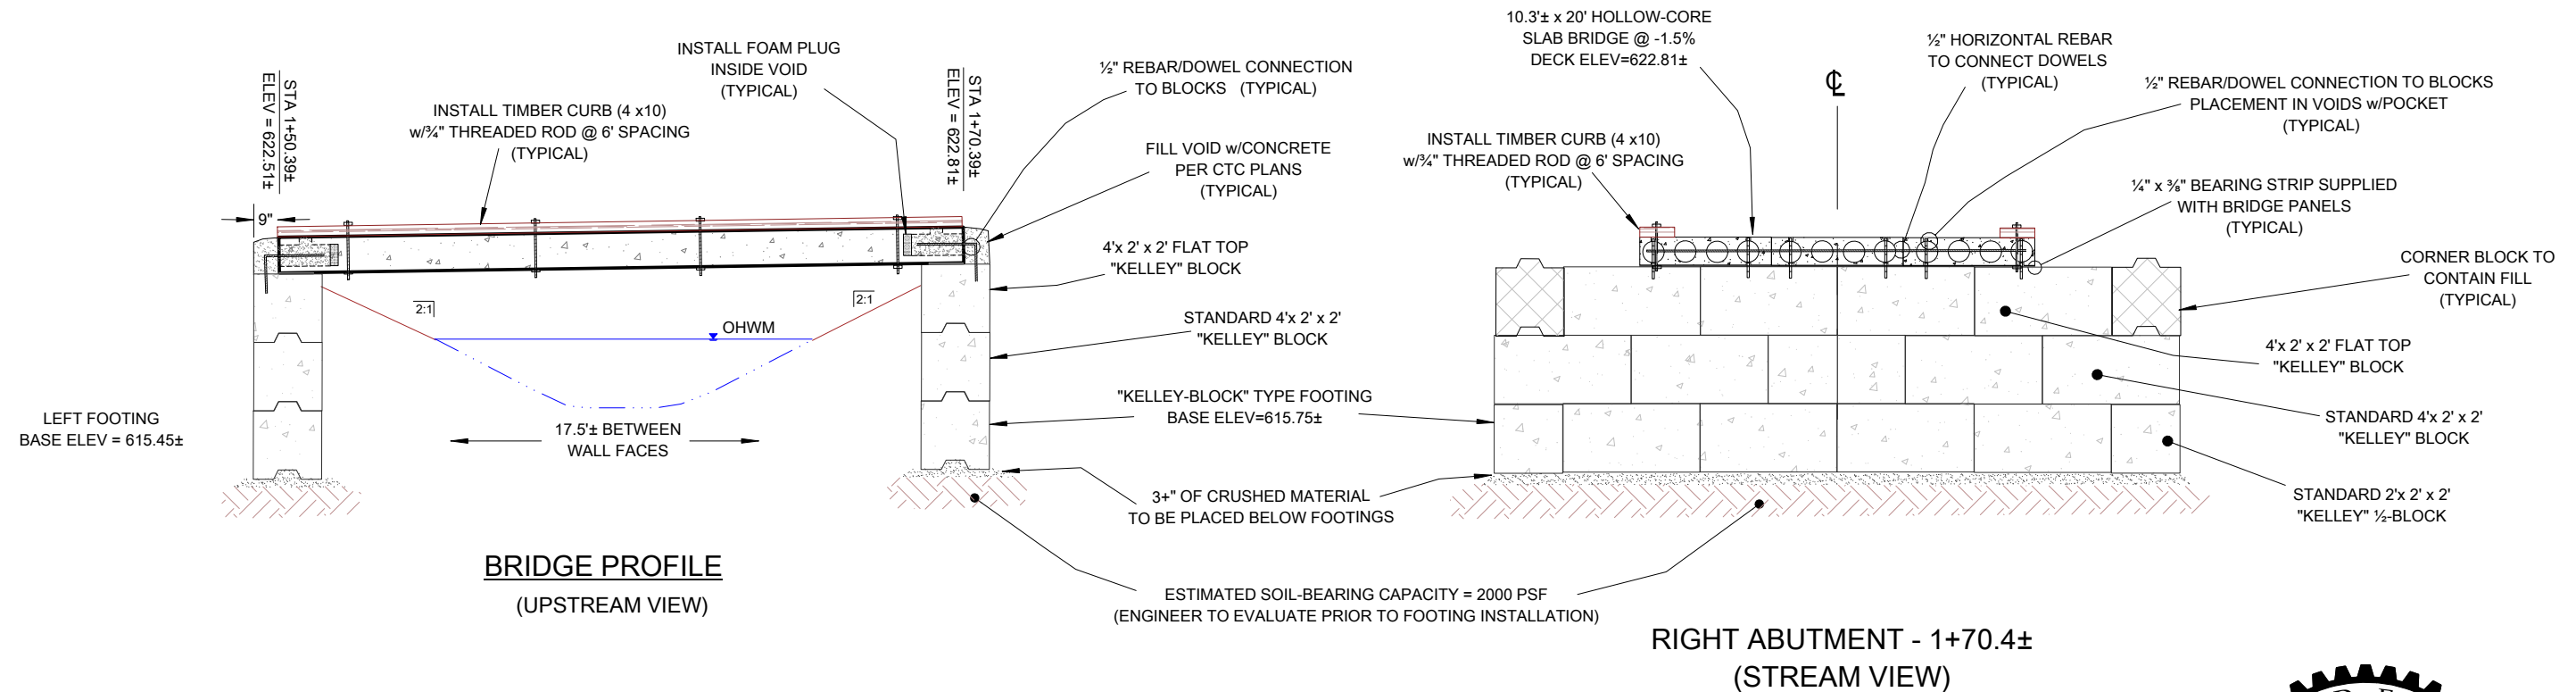 STA 1+50.39±
ELEV = 622.51±
9"
INSTALL TIMBER CURB (4 x10)
w/¾" THREADED ROD @ 6' SPACING
(TYPICAL)
INSTALL FOAM PLUG
INSIDE VOID
(TYPICAL)
STA 1+70.39±
ELEV = 622.81±
½" REBAR/DOWEL CONNECTION
TO BLOCKS (TYPICAL)
FILL VOID w/CONCRETE
PER CTC PLANS
(TYPICAL)
4'x 2' x 2' FLAT TOP
"KELLEY" BLOCK
STANDARD 4'x 2' x 2'
"KELLEY" BLOCK
"KELLEY-BLOCK" TYPE FOOTING
BASE ELEV=615.75±
3+" OF CRUSHED MATERIAL
TO BE PLACED BELOW FOOTINGS
ESTIMATED SOIL-BEARING CAPACITY = 2000 PSF
(ENGINEER TO EVALUATE PRIOR TO FOOTING INSTALLATION)
2:1
2:1
OHWM
17.5'± BETWEEN
WALL FACES
LEFT FOOTING
BASE ELEV = 615.45±
BRIDGE PROFILE
(UPSTREAM VIEW)
10.3'± x 20' HOLLOW-CORE
SLAB BRIDGE @ -1.5%
DECK ELEV=622.81±
INSTALL TIMBER CURB (4 x10)
w/¾" THREADED ROD @ 6' SPACING
(TYPICAL)
℄
½" HORIZONTAL REBAR
TO CONNECT DOWELS
(TYPICAL)
½" REBAR/DOWEL CONNECTION TO BLOCKS
PLACEMENT IN VOIDS w/POCKET
(TYPICAL)
¼" x ⅜" BEARING STRIP SUPPLIED
WITH BRIDGE PANELS
(TYPICAL)
CORNER BLOCK TO
CONTAIN FILL
(TYPICAL)
4'x 2' x 2' FLAT TOP
"KELLEY" BLOCK
STANDARD 4'x 2' x 2'
"KELLEY" BLOCK
STANDARD 2'x 2' x 2'
"KELLEY" ½-BLOCK
RIGHT ABUTMENT - 1+70.4±
(STREAM VIEW)